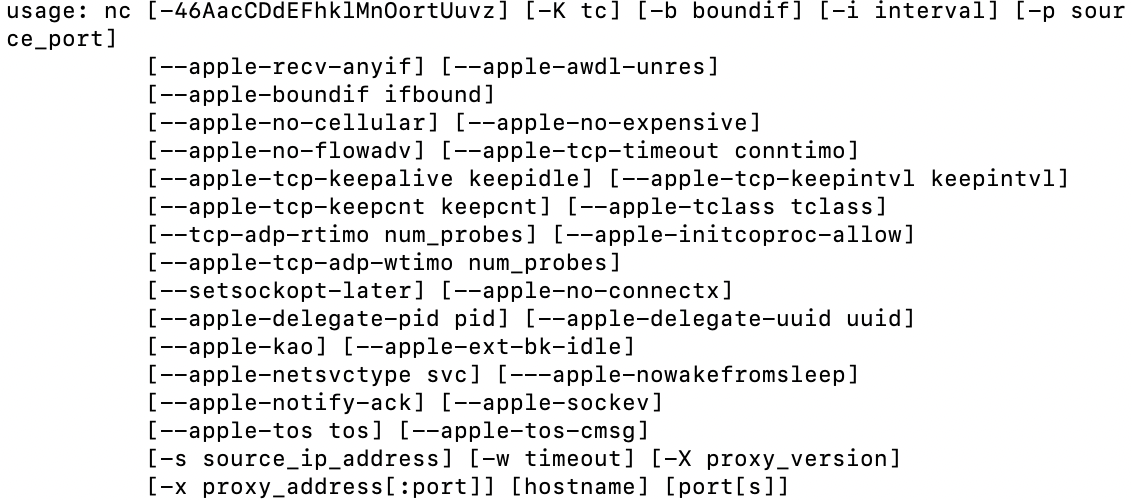 usage: nc [-46AacCDdEFhklMnOortUuvz] [-K tc] [-b boundif] [-i interval] [-p sour
ce_port]
[--apple-recv-anyif] [--apple-awdl-unres]
[--apple-boundif ifbound]
[--apple-no-cellular] [--apple-no-expensive]
[--apple-no-flowadv] [--apple-tcp-timeout conntimo]
[--apple-tcp-keepalive keepidle] [--apple-tcp-keepintvl keepintvl]
[--apple-tcp-keepcnt keepcnt] [--apple-tclass tclass]
[--tcp-adp-rtimo num_probes] [--apple-initcoproc-allow]
[--apple-tcp-adp-wtimo num_probes]
[--setsockopt-later] [--apple-no-connectx]
[--apple-delegate-pid pid] [--apple-delegate-uuid uuid]
[--apple-kao] [--apple-ext-bk-idle]
[--apple-netsvctype svc] [---apple-nowakefromsleep]
[--apple-notify-ack] [--apple-sockev]
[--apple-tos tos] [--apple-tos-cmsg]
[-s source_ip_address] [-w timeout] [-X proxy_version]
[-x proxy_address[:port]] [hostname] [port[s]]